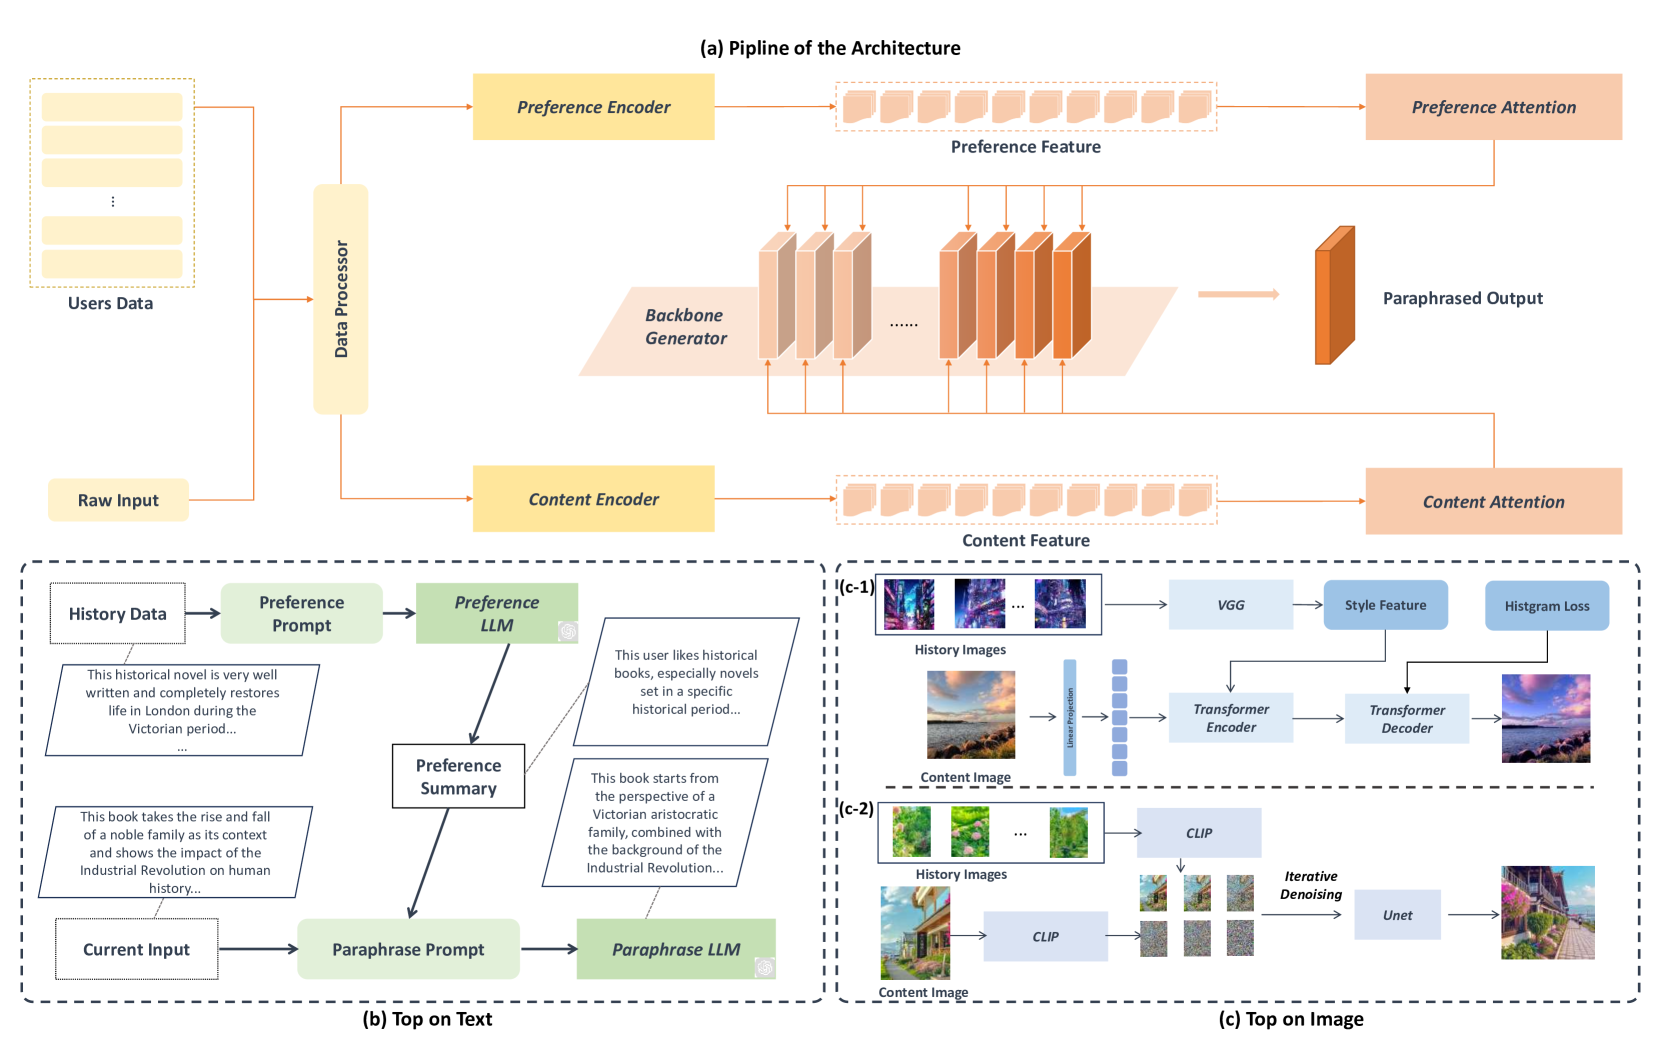 (a) Pipline of the Architecture
Users Data
Raw Input
Data Processor
Preference Encoder
Preference Feature
Preference Attention
Backbone
Generator
......
Paraphrased Output
Content Encoder
Content Feature
Content Attention
History Data
Preference
Prompt
Preference
LLM
This historical novel is very well
written and completely restores
life in London during the
Victorian period...
...
This user likes historical
books, especially novels
set in a specific
historical period...
Preference
Summary
This book takes the rise and fall
of a noble family as its context
and shows the impact of the
Industrial Revolution on human
history...
This book starts from
the perspective of a
Victorian aristocratic
family, combined with
the background of the
Industrial Revolution...
Current Input
Paraphrase Prompt
Paraphrase LLM
(b) Top on Text
(c-1)
...
History Images
VGG
Style Feature
Histgram Loss
Content Image
Linear Projection
Transformer
Encoder
Transformer
Decoder
(c-2)
...
History Images
CLIP
Content Image
CLIP
Iterative
Denoising
Unet
(c) Top on Image